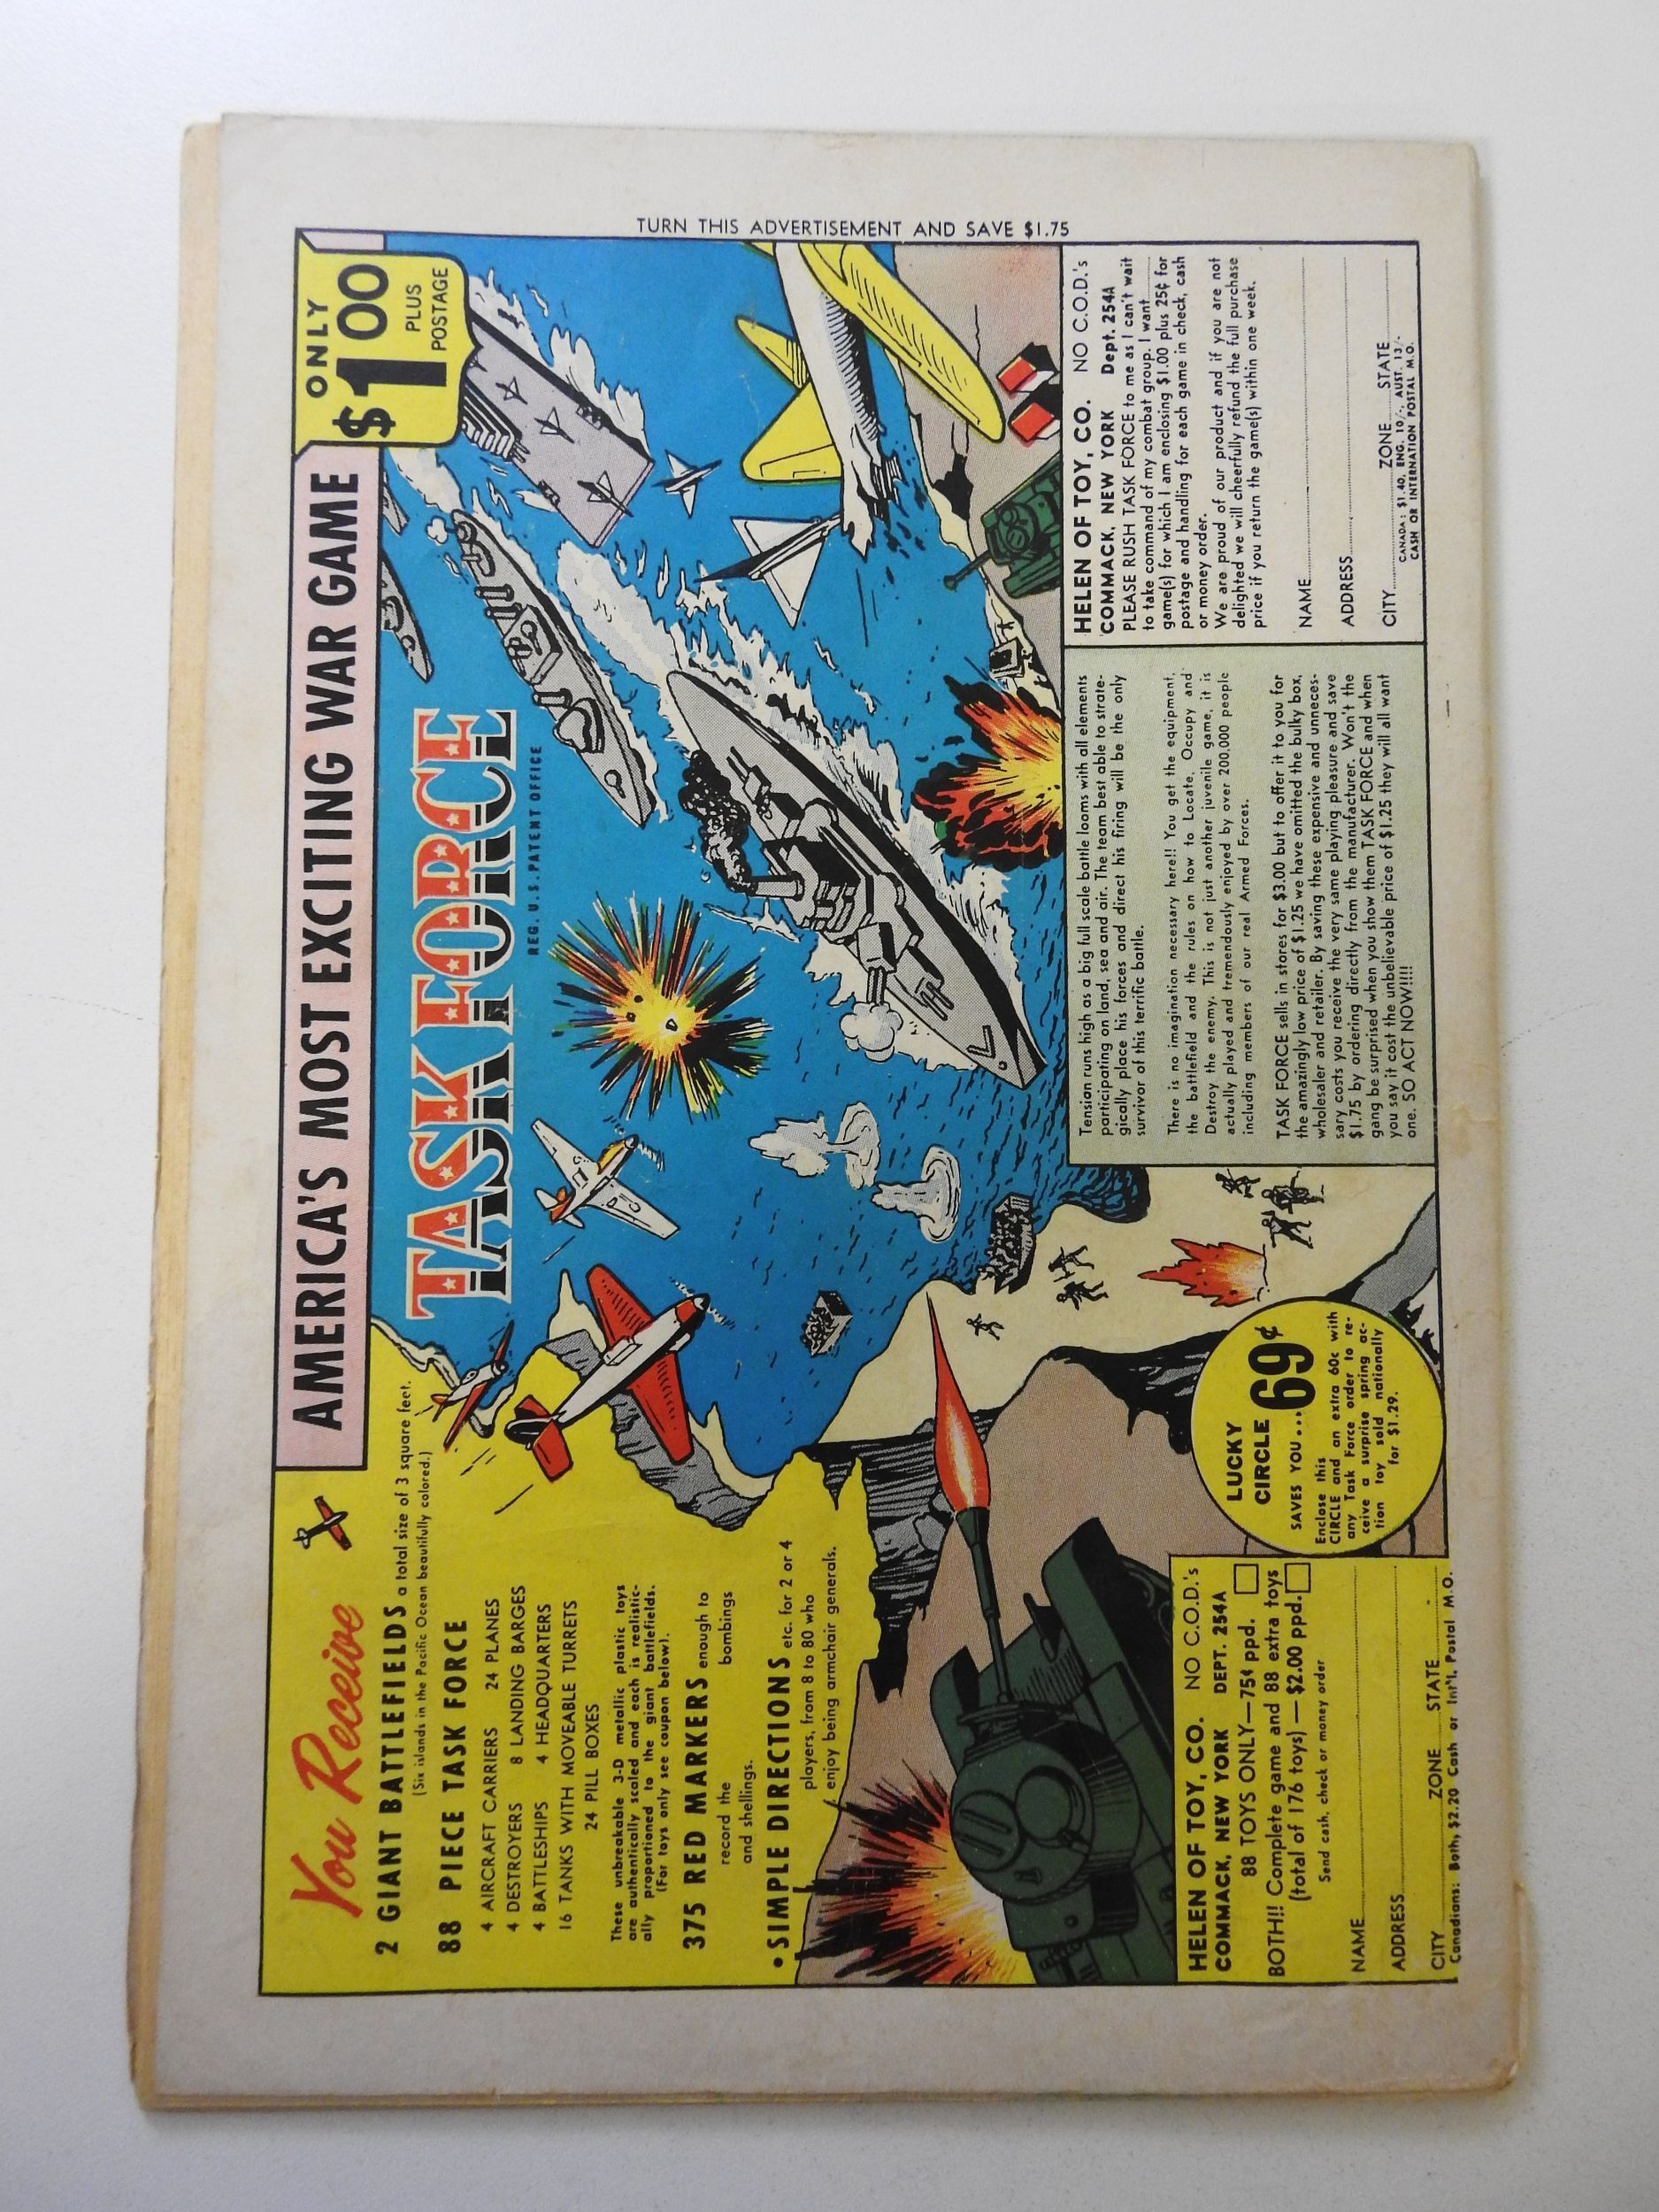 TURN THIS ADVERTISEMENT AND SAVE $1.75
You Receive
2 GIANT BATTLEFIELDS a total size of 3 square feet.
(Six islands in the Pacific Ocean beautifully colored.)
88 PIECE TASK FORCE
4 AIRCRAFT CARRIERS 24 PLANES
4 DESTROYERS 8 LANDING BARGES
4 BATTLESHIPS 4 HEADQUARTERS
16 TANKS WITH MOVEABLE TURRETS
24 PILL BOXES
These unbreakable 3-D metallic plastic toys
are authentically scaled and each is realistic-
ally proportioned to the giant battlefields.
(For toys only see coupon below).
375 RED MARKERS enough to
record the bombings
and shellings.
• SIMPLE DIRECTIONS etc. for 2 or 4
players, from 8 to 80 who
enjoy being armchair generals.
AMERICA'S MOST EXCITING WAR GAME
ONLY
$1.00
PLUS
POSTAGE
TASK FORCE
REG. U.S. PATENT OFFICE
HELEN OF TOY, CO. NO C.O.D.'s
COMMACK, NEW YORK DEPT. 254A
88 TOYS ONLY—75¢ ppd.
BOTH!! Complete game and 88 extra toys
(total of 176 toys) — $2.00 ppd.
Send cash, check or money order
NAME
ADDRESS
CITY ZONE STATE
Canadians: Both, $2.20 Cash or Int'l. Postal M.O.
LUCKY
CIRCLE
SAVES YOU...69¢
Enclose this
CIRCLE and an extra 60c with
any Task Force order to re-
ceive a surprise spring ac-
tion toy sold nationally
for $1.29.
Tension runs high as a big full scale battle looms with all elements
participating on land, sea and air. The team best able to strate-
gically place his forces and direct his firing will be the only
survivor of this terrific battle.
There is no imagination necessary here!! You get the equipment,
the battlefield and the rules on how to Locate, Occupy and
Destroy the enemy. This is not just another juvenile game, it is
actually played and tremendously enjoyed by over 200,000 people
including members of our real Armed Forces.
TASK FORCE sells in stores for $3.00 but to offer it to you for
the amazingly low price of $1.25 we have omitted the bulky box,
wholesaler and retailer. By saving these expensive and unneces-
sary costs you receive the very same playing pleasure and save
$1.75 by ordering directly from the manufacturer. Won't the
gang be surprised when you show them TASK FORCE and when
you say it cost the unbelievable price of $1.25 they will all want
one. SO ACT NOW!!!!
HELEN OF TOY, CO. NO C.O.D.'s
COMMACK, NEW YORK Dept. 254A
PLEASE RUSH TASK FORCE to me as I can't wait
to take command of my combat group. I want
game(s) for which I am enclosing $1.00 plus 25¢ for
postage and handling for each game in check, cash
or money order.
We are proud of our product and if you are not
delighted we will cheerfully refund the full purchase
price if you return the game(s) within one week.
NAME
ADDRESS
CITY ZONE STATE
CANADA: $1.40, ENG. 10/-, AUST. 13/-
CASH OR INTERNATIONAL POSTAL M.O.